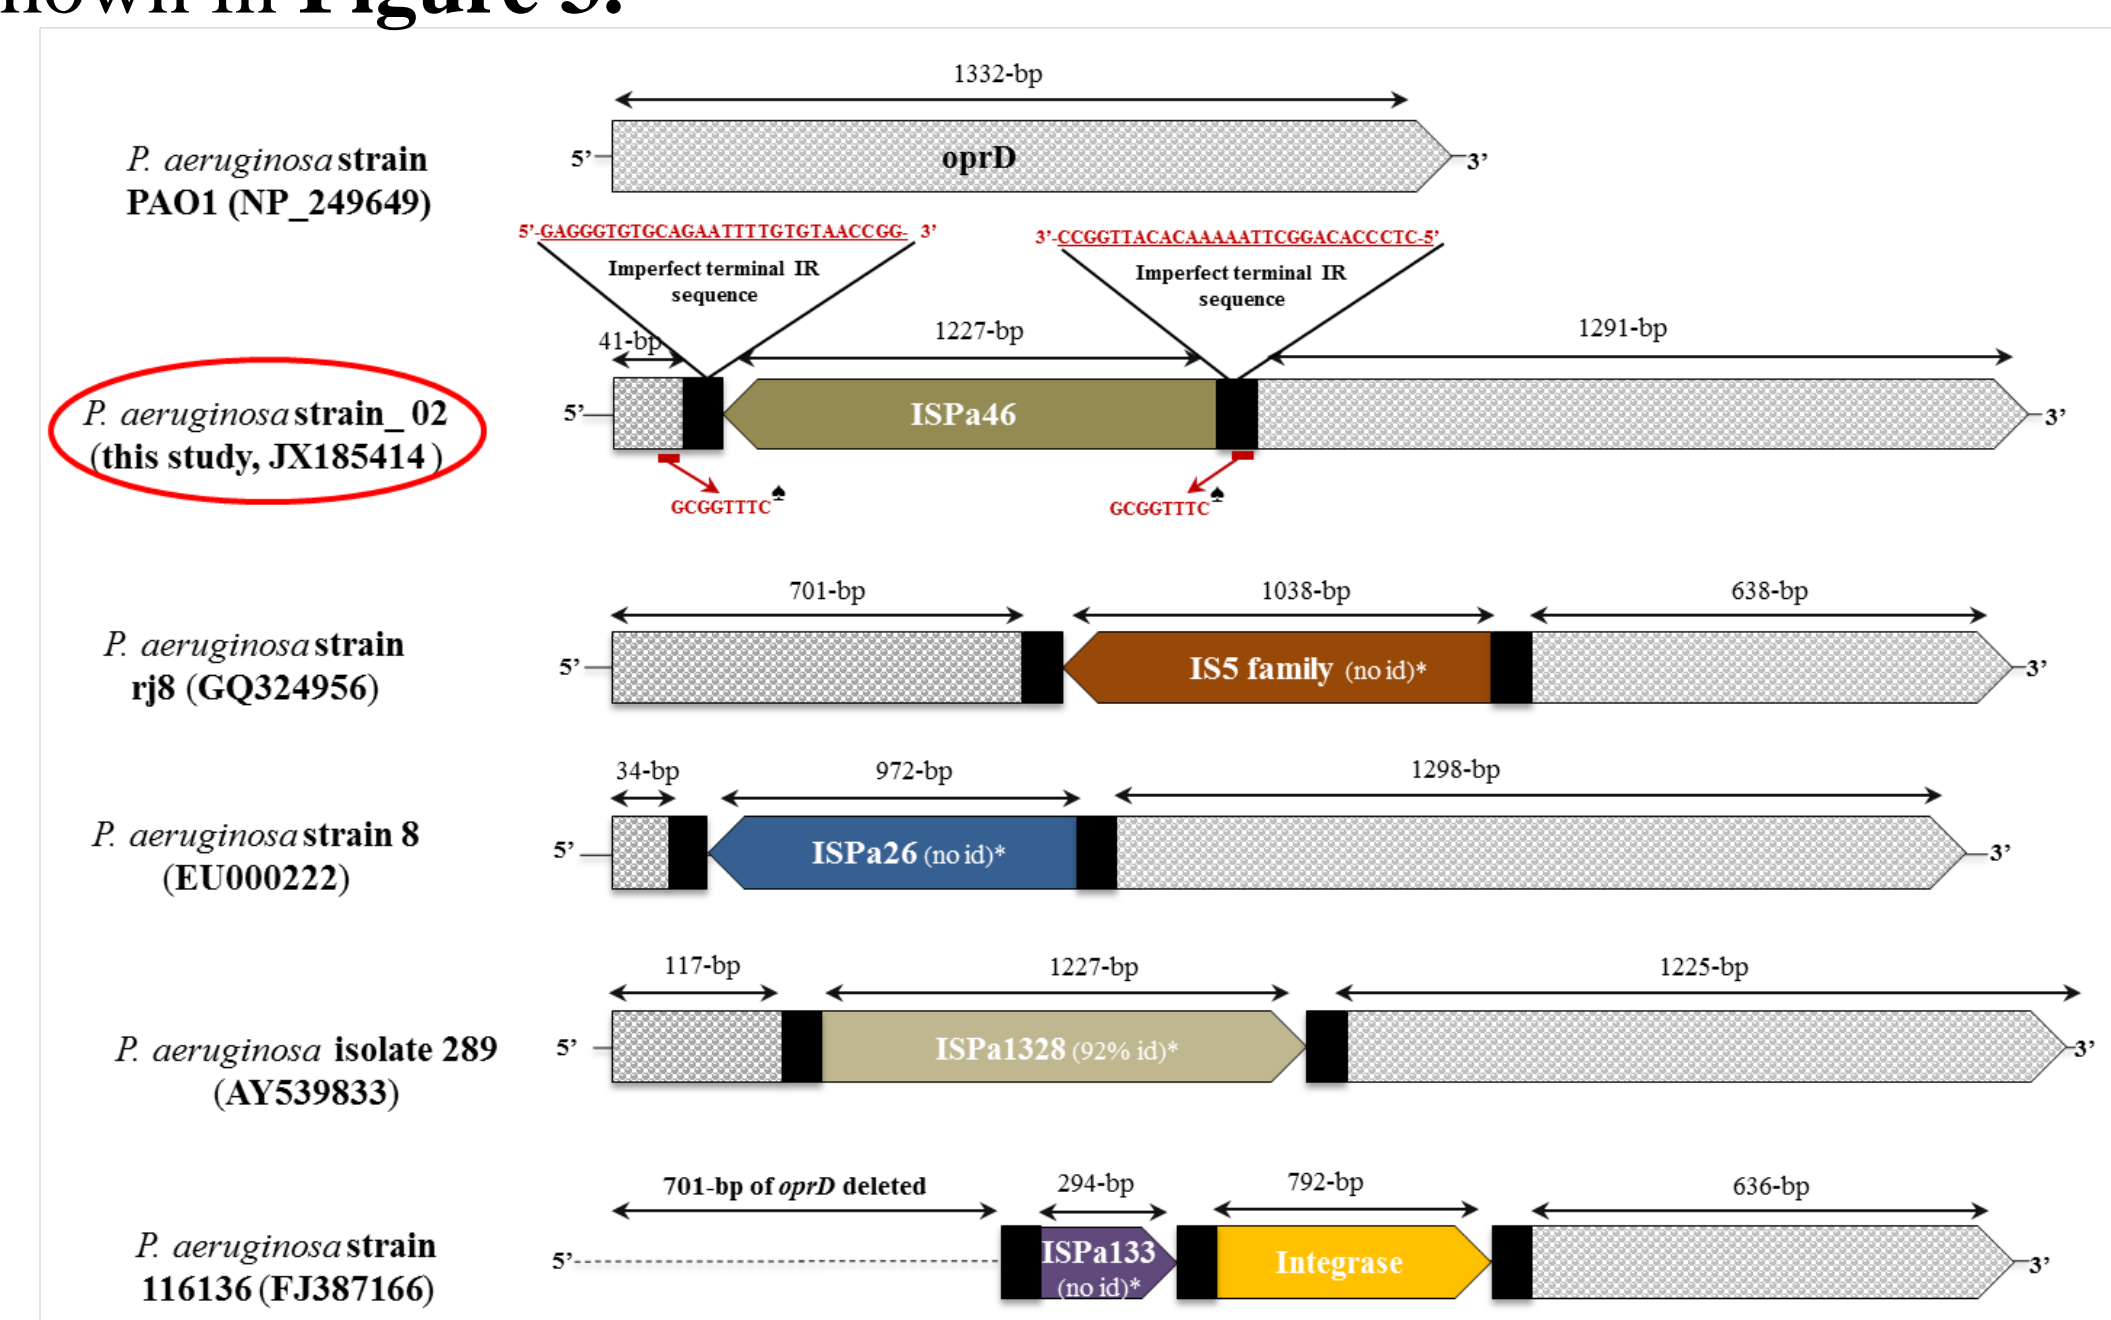 nown in Figure 3.
1332-bp
P. aeruginosa strain
PAO1 (NP_249649)
5’
oprD
3’
5’-GAGGGTGTGCAGAATTTTGTGTAACCGG- 3’
3’-CCGGTTACACAAAAATTCGGACACCCTC-5’
Imperfect terminal IR
sequence
Imperfect terminal IR
sequence
41-bp
1227-bp
1291-bp
P. aeruginosa strain_ 02
(this study, JX185414)
5’
ISPa46
3’
GCGGTTTC♠
GCGGTTTC♠
701-bp
1038-bp
638-bp
P. aeruginosa strain
rj8 (GQ324956)
5’
IS5 family (no id)*
3’
34-bp
972-bp
1298-bp
P. aeruginosa strain 8
(EU000222)
5’
ISPa26 (no id)*
3’
117-bp
1227-bp
1225-bp
P. aeruginosa isolate 289
(AY539833)
5’
ISPa1328 (92% id)*
3’
701-bp of oprD deleted
294-bp
792-bp
636-bp
P. aeruginosa strain
116136 (FJ387166)
5’
ISPa133
(no id)*
Integrase
3’